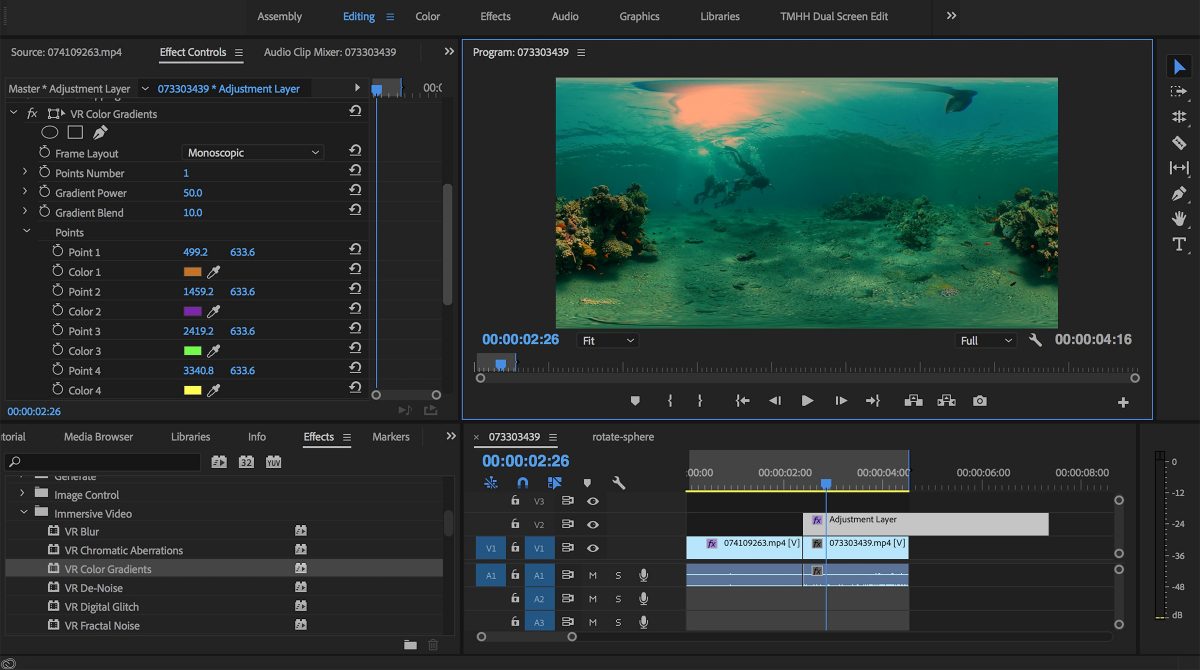 Assembly Editing Color Effects Audio Graphics Libraries TMHH Dual Screen Edit
Source: 074109263.mp4 Effect Controls Audio Clip Mixer: 073303439
Master * Adjustment Layer 073303439 * Adjustment Layer 00:0
fx VR Color Gradients
Frame Layout Monoscopic
Points Number 1
Gradient Power 50.0
Gradient Blend 10.0
Points
Point 1 499.2 633.6
Color 1
Point 2 1459.2 633.6
Color 2
Point 3 2419.2 633.6
Color 3
Point 4 3340.8 633.6
Color 4
00:00:02:26
Program: 073303439
00:00:02:26 Fit Full 00:00:04:16
torial Media Browser Libraries Info Effects Markers
32 YUV
Generate
Image Control
Immersive Video
VR Blur
VR Chromatic Aberrations
VR Color Gradients
VR De-Noise
VR Digital Glitch
VR Fractal Noise
073303439 rotate-sphere
00:00:02:26
:00:00 00:00:02:00 00:00:04:00 00:00:06:00 00:00:08:00
V3
V2 fx Adjustment Layer
V1 V1 fx 074109263.mp4 [V] fx 073303439.mp4 [V]
A1 A1 M S fx
A2 M S
A3 M S
0
-12
-24
-36
-48
dB
T